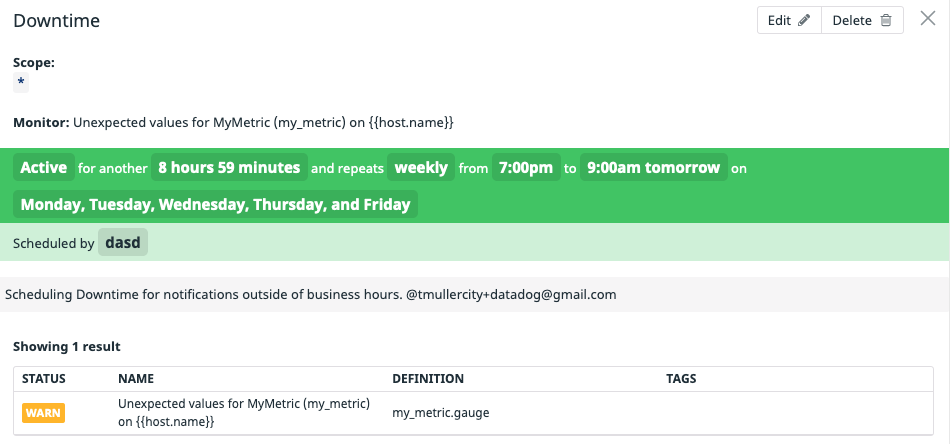 Downtime
Edit
Delete
Scope:
*
Monitor: Unexpected values for MyMetric (my_metric) on {{host.name}}
Active for another 8 hours 59 minutes and repeats weekly from 7:00pm to 9:00am tomorrow on
Monday, Tuesday, Wednesday, Thursday, and Friday
Scheduled by dasd
Scheduling Downtime for notifications outside of business hours. @tmullercity+datadog@gmail.com
Showing 1 result
STATUS NAME DEFINITION TAGS
WARN Unexpected values for MyMetric (my_metric) my_metric.gauge
on {{host.name}}